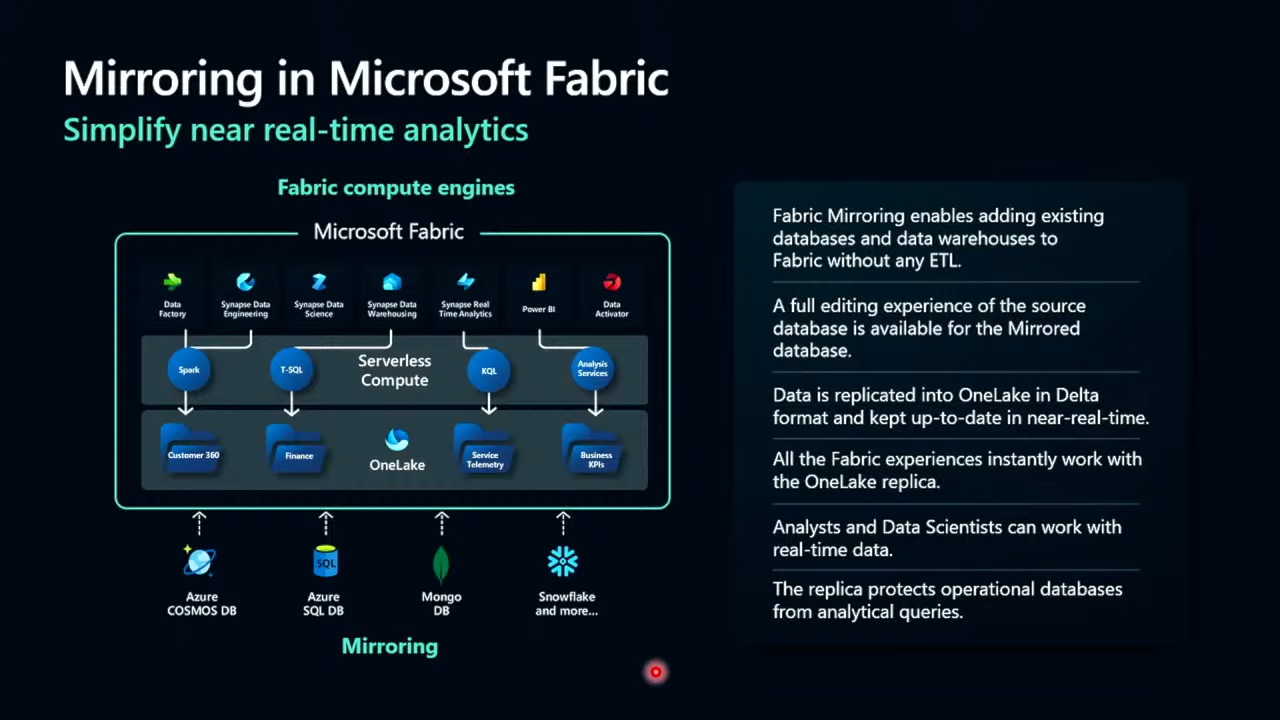 Mirroring in Microsoft Fabric
Simplify near real-time analytics
Fabric compute engines
Microsoft Fabric
Data
Factory
Synapse Data
Engineering
Synapse Data
Science
Synapse Data
Warehousing
Synapse Real
Time Analytics
Power BI
Data
Activator
Spark
T-SQL
Serverless
Compute
KQL
Analysis
Services
Customer 360
Finance
OneLake
Service
Telemetry
Business
KPIs
SQL
Azure
COSMOS DB
Azure
SQL DB
Mongo
DB
Snowflake
and more...
Mirroring
Fabric Mirroring enables adding existing
databases and data warehouses to
Fabric without any ETL.
A full editing experience of the source
database is available for the Mirrored
database.
Data is replicated into OneLake in Delta
format and kept up-to-date in near-real-time.
All the Fabric experiences instantly work with
the OneLake replica.
Analysts and Data Scientists can work with
real-time data.
The replica protects operational databases
from analytical queries.